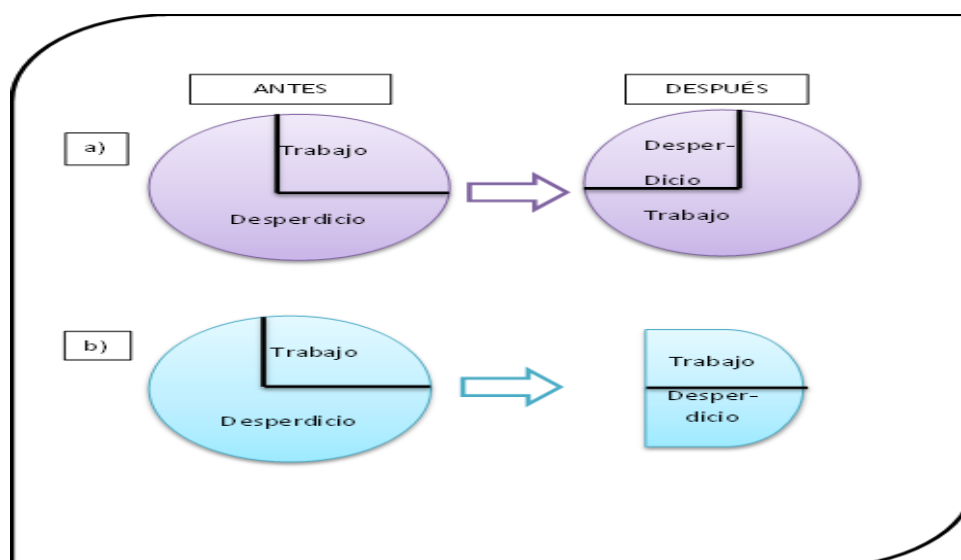 ANTES
DESPUÉS
a)
Trabajo
Desperdicio
Desper-
Dicio
Trabajo
b)
Trabajo
Desperdicio
Trabajo
Desper-
dicio